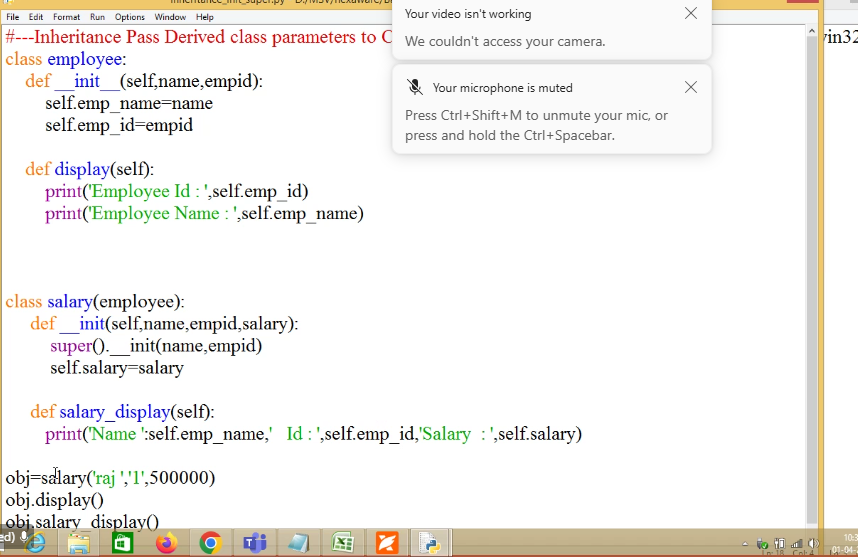 inheritance_init_super.py - D:/MSV/hexaware/
File Edit Format Run Options Window Help
#---Inheritance Pass Derived class parameters to
class employee:
def __init__(self,name,empid):
self.emp_name=name
self.emp_id=empid
def display(self):
print('Employee Id : ',self.emp_id)
print('Employee Name : ',self.emp_name)
class salary(employee):
def __init(self,name,empid,salary):
super().__init(name,empid)
self.salary=salary
def salary_display(self):
print('Name ':self.emp_name,'   Id : ',self.emp_id,'Salary  : ',self.salary)
obj=salary('raj ','1',500000)
obj.display()
obj.salary_display()
Your video isn't working
We couldn't access your camera.
Your microphone is muted
Press Ctrl+Shift+M to unmute your mic, or
press and hold the Ctrl+Spacebar.